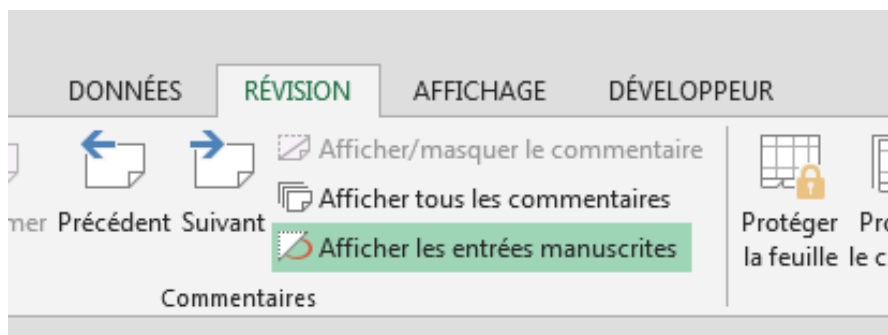 DONNÉES RÉVISION AFFICHAGE DÉVELOPPEUR
Afficher/masquer le commentaire
Afficher tous les commentaires
Précédent Suivant
Afficher les entrées manuscrites
Protéger
la feuille
Commentaires